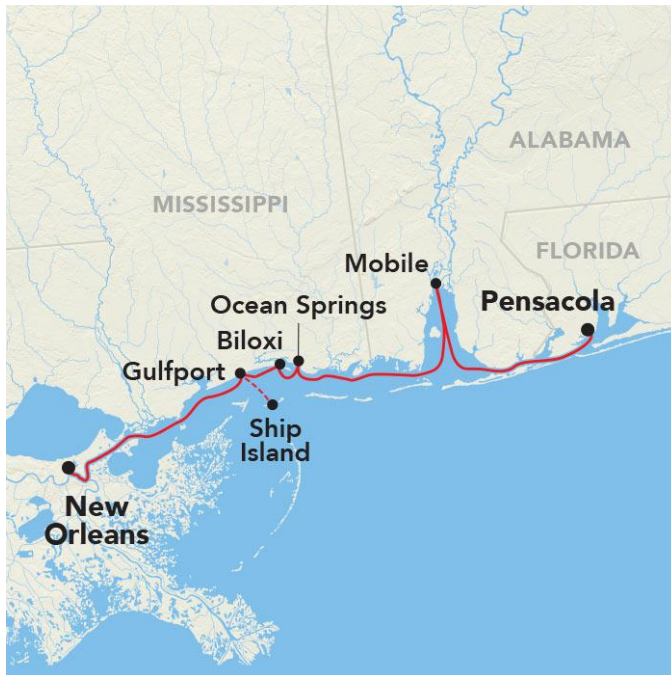 ALABAMA
MISSISSIPPI
FLORIDA
Mobile
Pensacola
Ocean Springs
Biloxi
Gulfport
Ship
Island
New
Orleans